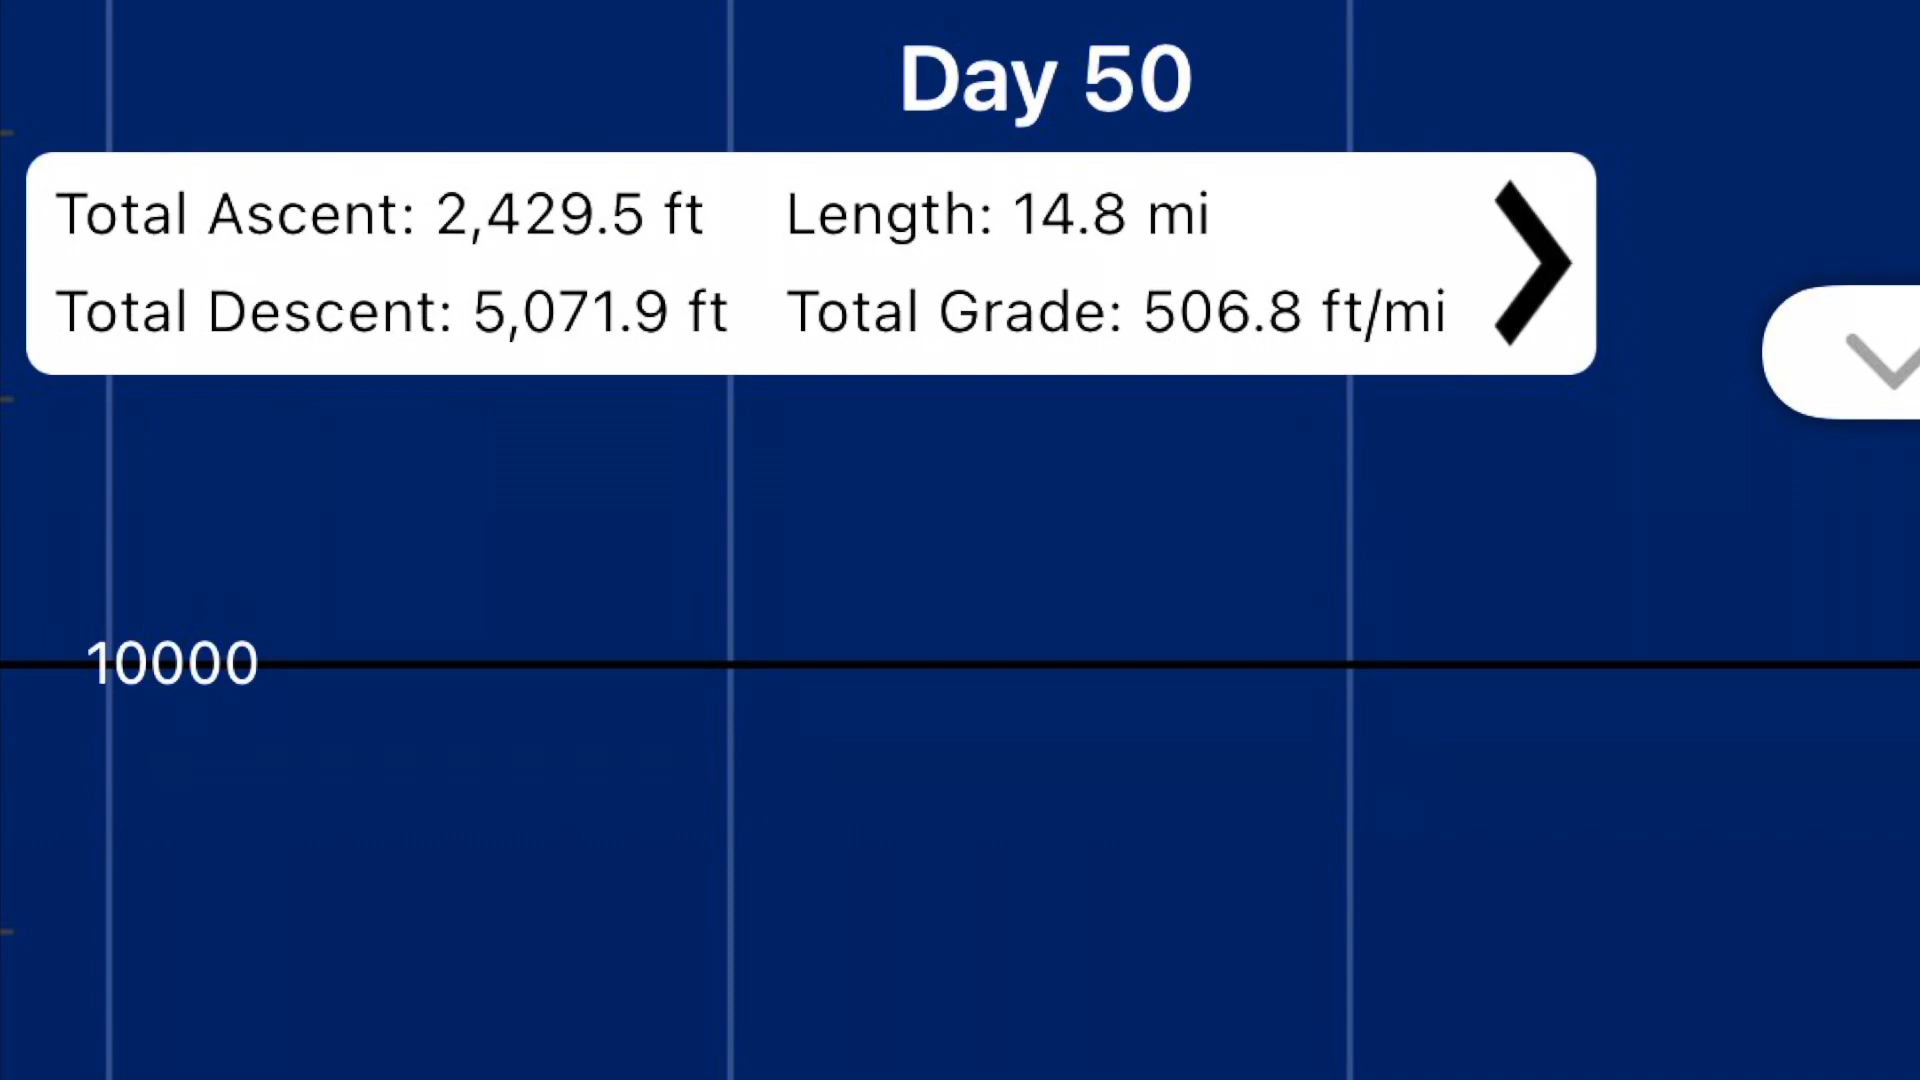 Day 50
Total Ascent: 2,429.5 ft Length: 14.8 mi
Total Descent: 5,071.9 ft Total Grade: 506.8 ft/mi
10000